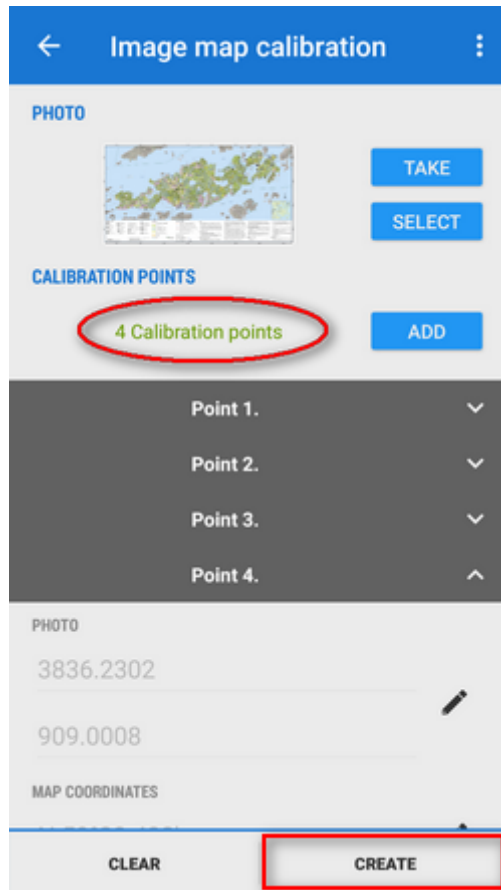 Image map calibration
PHOTO
TAKE
SELECT
CALIBRATION POINTS
4 Calibration points
ADD
Point 1.
Point 2.
Point 3.
Point 4.
PHOTO
3836.2302
909.0008
MAP COORDINATES
CLEAR
CREATE